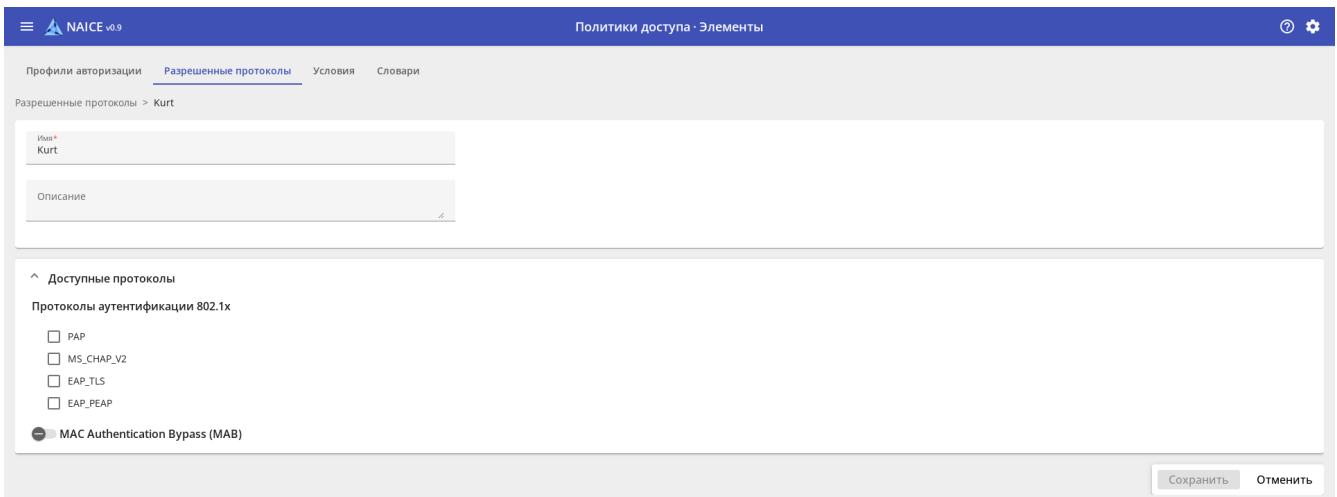 NAICE v0.9
Политики доступа · Элементы
Профили авторизации Разрешенные протоколы Условия Словари
Разрешенные протоколы > Kurt
Имя*
Kurt
Описание
Доступные протоколы
Протоколы аутентификации 802.1x
PAP
MS_CHAP_V2
EAP_TLS
EAP_PEAP
MAC Authentication Bypass (MAB)
Сохранить Отменить